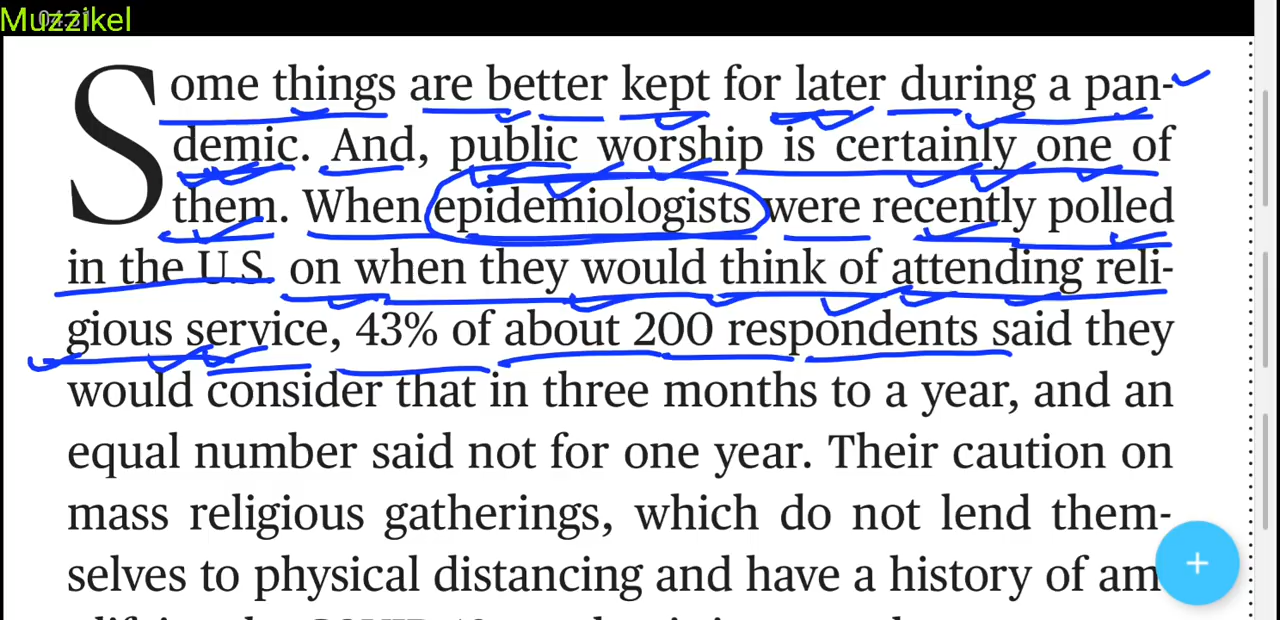 Muzzikel
Some things are better kept for later during a pan-
demic. And, public worship is certainly one of
them. When epidemiologists were recently polled
in the U.S. on when they would think of attending reli-
gious service, 43% of about 200 respondents said they
would consider that in three months to a year, and an
equal number said not for one year. Their caution on
mass religious gatherings, which do not lend them-
selves to physical distancing and have a history of am
+